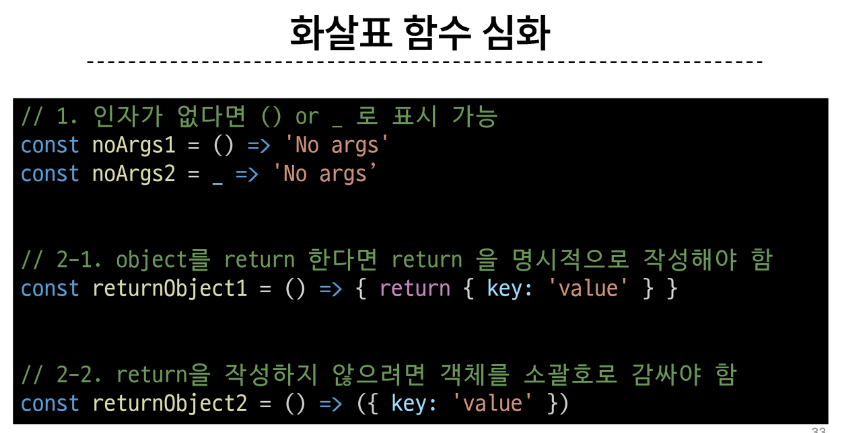 화살표 함수 심화
// 1. 인자가 없다면 () or _ 로 표시 가능
const noArgs1 = () => 'No args'
const noArgs2 = _ => 'No args’
// 2-1. object를 return 한다면 return 을 명시적으로 작성해야 함
const returnObject1 = () => { return { key: 'value' } }
// 2-2. return을 작성하지 않으려면 객체를 소괄호로 감싸야 함
const returnObject2 = () => ({ key: 'value' })
33